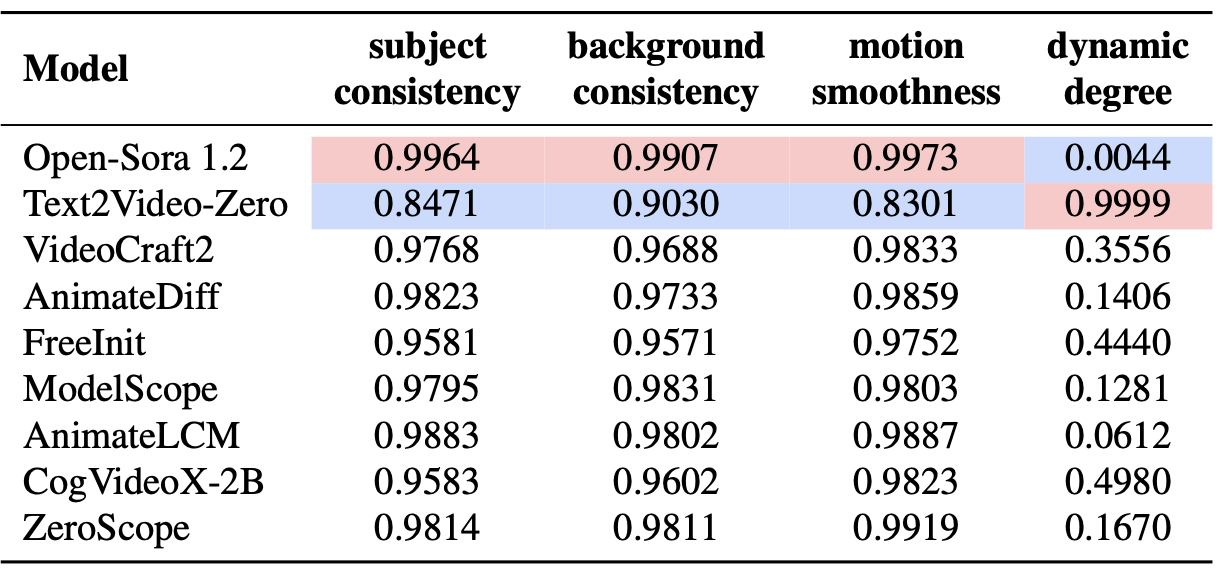 Model subject consistency background consistency motion smoothness dynamic degree
Open-Sora 1.2 0.9964 0.9907 0.9973 0.0044
Text2Video-Zero 0.8471 0.9030 0.8301 0.9999
VideoCraft2 0.9768 0.9688 0.9833 0.3556
AnimateDiff 0.9823 0.9733 0.9859 0.1406
FreeInit 0.9581 0.9571 0.9752 0.4440
ModelScope 0.9795 0.9831 0.9803 0.1281
AnimateLCM 0.9883 0.9802 0.9887 0.0612
CogVideoX-2B 0.9583 0.9602 0.9823 0.4980
ZeroScope 0.9814 0.9811 0.9919 0.1670